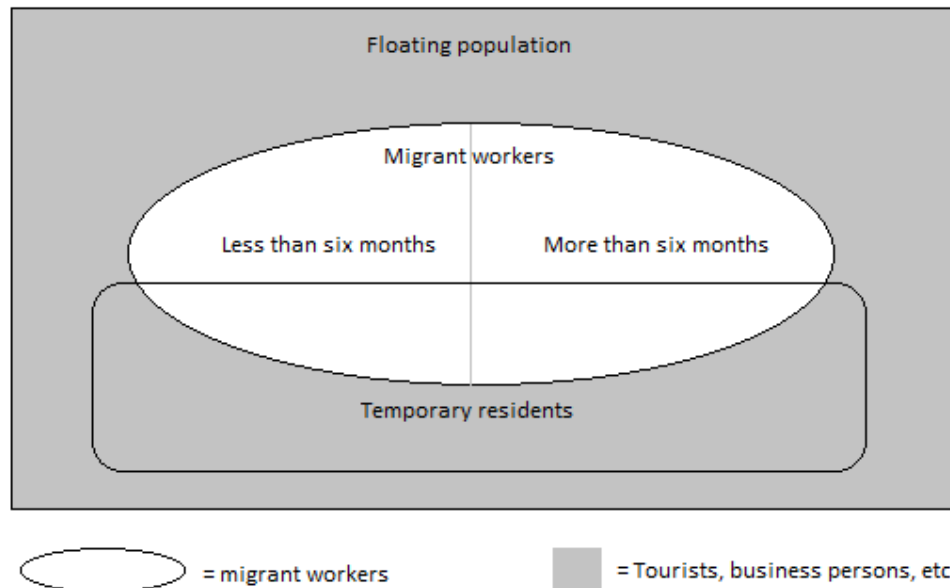 Floating population
Migrant workers
Less than six months
More than six months
Temporary residents
= migrant workers
= Tourists, business persons, etc